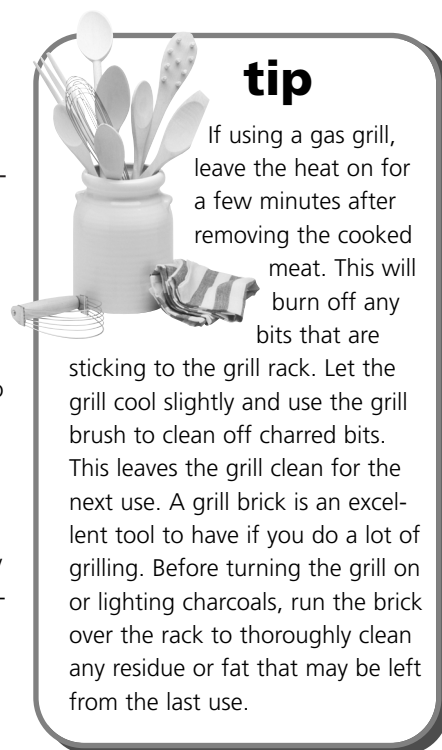 tip
If using a gas grill,
leave the heat on for
a few minutes after
removing the cooked
meat. This will
burn off any
bits that are
sticking to the grill rack. Let the
grill cool slightly and use the grill
brush to clean off charred bits.
This leaves the grill clean for the
next use. A grill brick is an excel-
lent tool to have if you do a lot of
grilling. Before turning the grill on
or lighting charcoals, run the brick
over the rack to thoroughly clean
any residue or fat that may be left
from the last use.